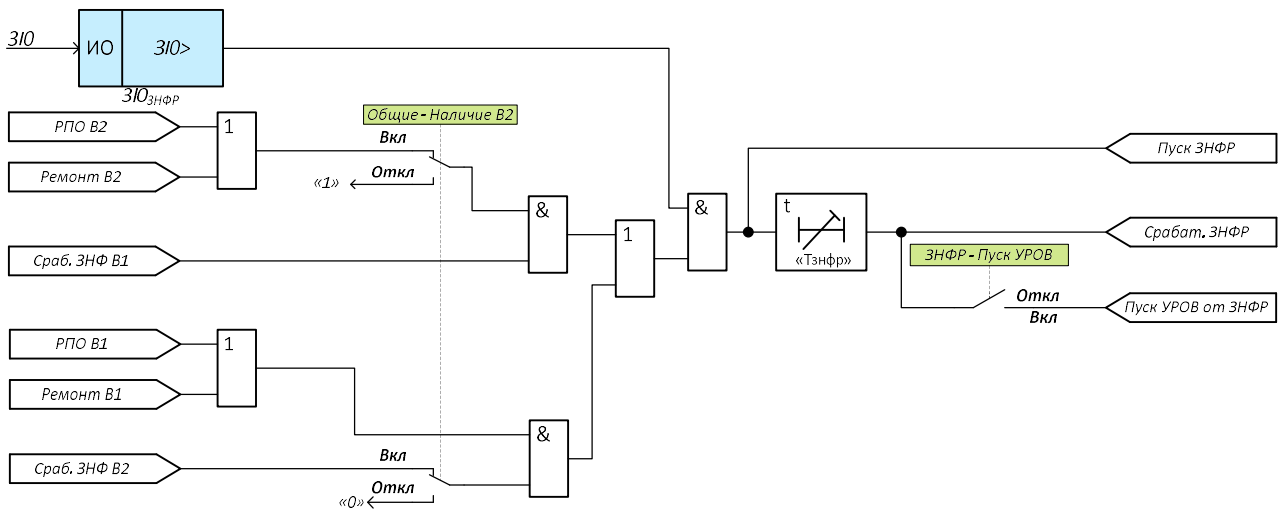 3I0
ИО
3I0>
3I0ЗНФР
РПО В2
1
Ремонт В2
Общие - Наличие В2
Вкл
Откл
«1»
&
Сраб. ЗНФ В1
1
&
Пуск ЗНФР
t
«Тзнфр»
Срабат. ЗНФР
ЗНФР - Пуск УРОВ
Откл
Вкл
Пуск УРОВ от ЗНФР
РПО В1
1
Ремонт В1
&
Сраб. ЗНФ В2
Вкл
Откл
«0»